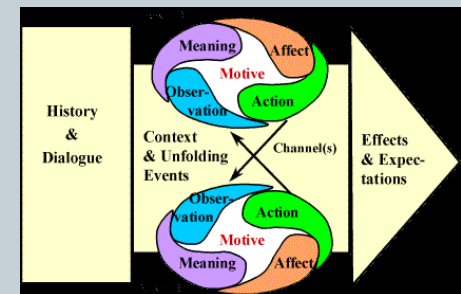 Meaning
Affect
Motive
Obser-
vation
Action
History
& 
Dialogue
Context
& Unfolding
Events
Channel(s)
Effects
& Expec-
tations
Obser-
vation
Action
Motive
Meaning
Affect